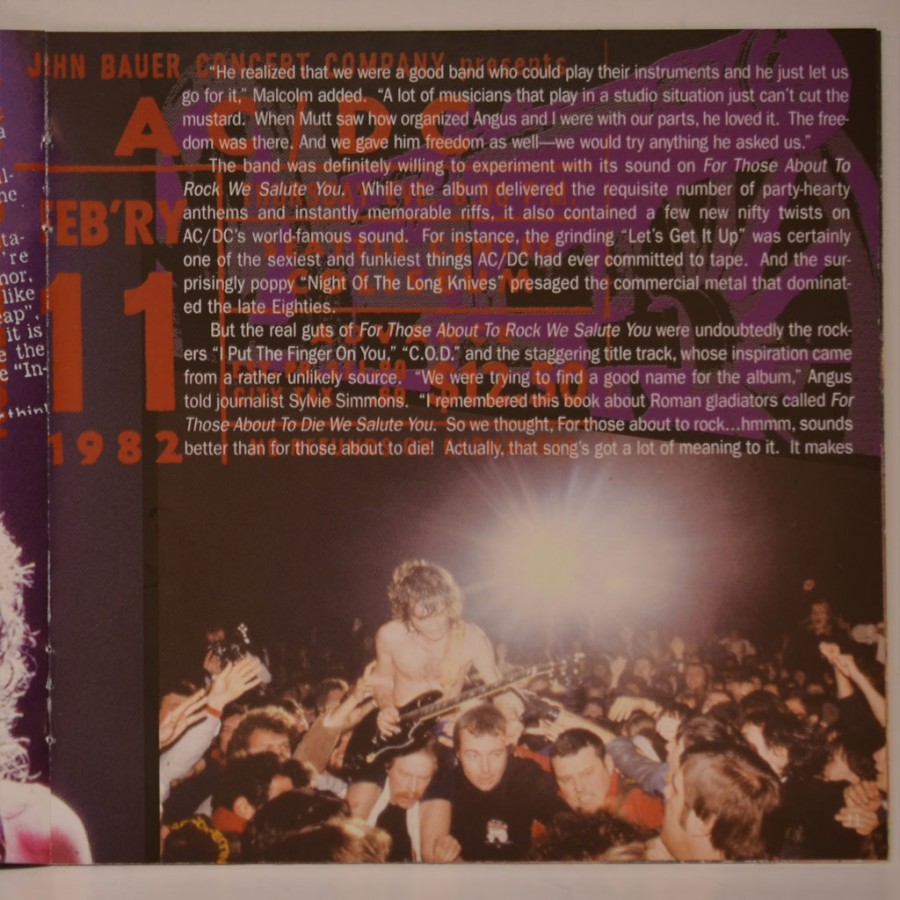 JOHN BAUER CONCERT COMPANY presents
AC/DC
FEB'RY
11
1982
$12.50
"He realized that we were a good band who could play their instruments and he just let us
go for it," Malcolm added. "A lot of musicians that play in a studio situation just can't cut the
mustard. When Mutt saw how organized Angus and I were with our parts, he loved it. The free-
dom was there. And we gave him freedom as well—we would try anything he asked us."
The band was definitely willing to experiment with its sound on For Those About To
Rock We Salute You. While the album delivered the requisite number of party-hearty
anthems and instantly memorable riffs, it also contained a few new nifty twists on
AC/DC's world-famous sound. For instance, the grinding "Let's Get It Up" was certainly
one of the sexiest and funkiest things AC/DC had ever committed to tape. And the sur-
prisingly poppy "Night Of The Long Knives" presaged the commercial metal that dominat-
ed the late Eighties.
But the real guts of For Those About To Rock We Salute You were undoubtedly the rock-
ers "I Put The Finger On You," "C.O.D." and the staggering title track, whose inspiration came
from a rather unlikely source. "We were trying to find a good name for the album," Angus
told journalist Sylvie Simmons. "I remembered this book about Roman gladiators called For
Those About To Die We Salute You. So we thought, For those about to rock...hmmm, sounds
better than for those about to die! Actually, that song's got a lot of meaning to it. It makes